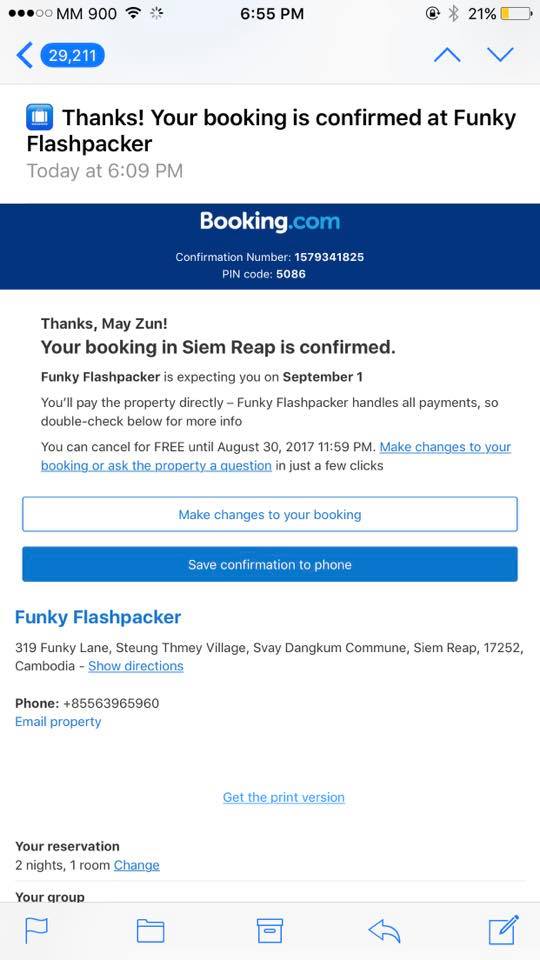 MM 900
6:55 PM
21%
29,211
Thanks! Your booking is confirmed at Funky
Flashpacker
Today at 6:09 PM
Booking.com
Confirmation Number: 1579341825
PIN code: 5086
Thanks, May Zun!
Your booking in Siem Reap is confirmed.
Funky Flashpacker is expecting you on September 1
You'll pay the property directly – Funky Flashpacker handles all payments, so
double-check below for more info
You can cancel for FREE until August 30, 2017 11:59 PM. Make changes to your
booking or ask the property a question in just a few clicks
Make changes to your booking
Save confirmation to phone
Funky Flashpacker
319 Funky Lane, Steung Thmey Village, Svay Dangkum Commune, Siem Reap, 17252,
Cambodia - Show directions
Phone: +85563965960
Email property
Get the print version
Your reservation
2 nights, 1 room Change
Your group